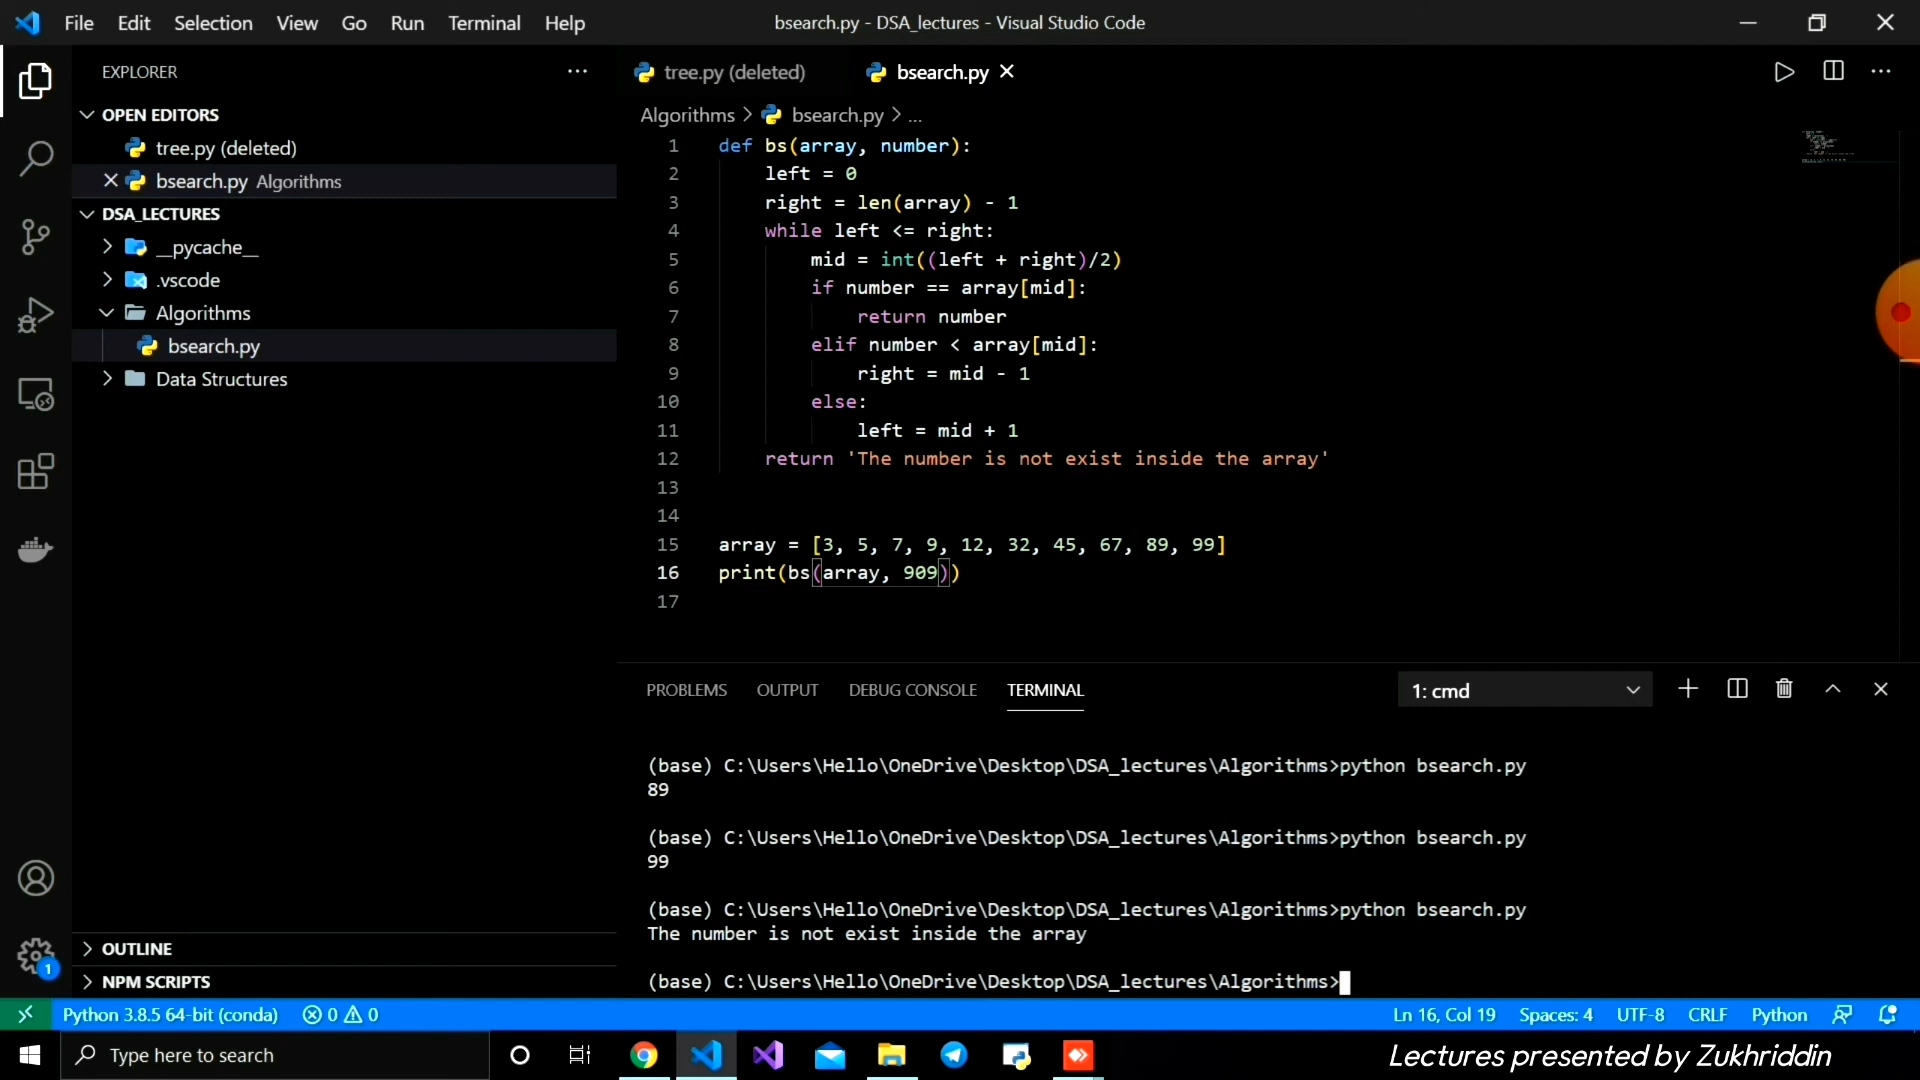 File Edit Selection View Go Run Terminal Help bsearch.py - DSA_lectures - Visual Studio Code
EXPLORER
OPEN EDITORS
tree.py (deleted)
bsearch.py Algorithms
DSA_LECTURES
__pycache__
.vscode
Algorithms
bsearch.py
Data Structures
OUTLINE
NPM SCRIPTS
tree.py (deleted) bsearch.py
Algorithms > bsearch.py > ...
1 def bs(array, number):
2 left = 0
3 right = len(array) - 1
4 while left <= right:
5 mid = int((left + right)/2)
6 if number == array[mid]:
7 return number
8 elif number < array[mid]:
9 right = mid - 1
10 else:
11 left = mid + 1
12 return 'The number is not exist inside the array'
13
14
15 array = [3, 5, 7, 9, 12, 32, 45, 67, 89, 99]
16 print(bs(array, 909))
17
PROBLEMS OUTPUT DEBUG CONSOLE TERMINAL 1: cmd
(base) C:\Users\Hello\OneDrive\Desktop\DSA_lectures\Algorithms>python bsearch.py
89
(base) C:\Users\Hello\OneDrive\Desktop\DSA_lectures\Algorithms>python bsearch.py
99
(base) C:\Users\Hello\OneDrive\Desktop\DSA_lectures\Algorithms>python bsearch.py
The number is not exist inside the array
(base) C:\Users\Hello\OneDrive\Desktop\DSA_lectures\Algorithms>
1
Python 3.8.5 64-bit (conda) 0 0 Ln 16, Col 19 Spaces: 4 UTF-8 CRLF Python
Type here to search
Lectures presented by Zukhriddin